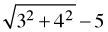 √(3² + 4²) − 5